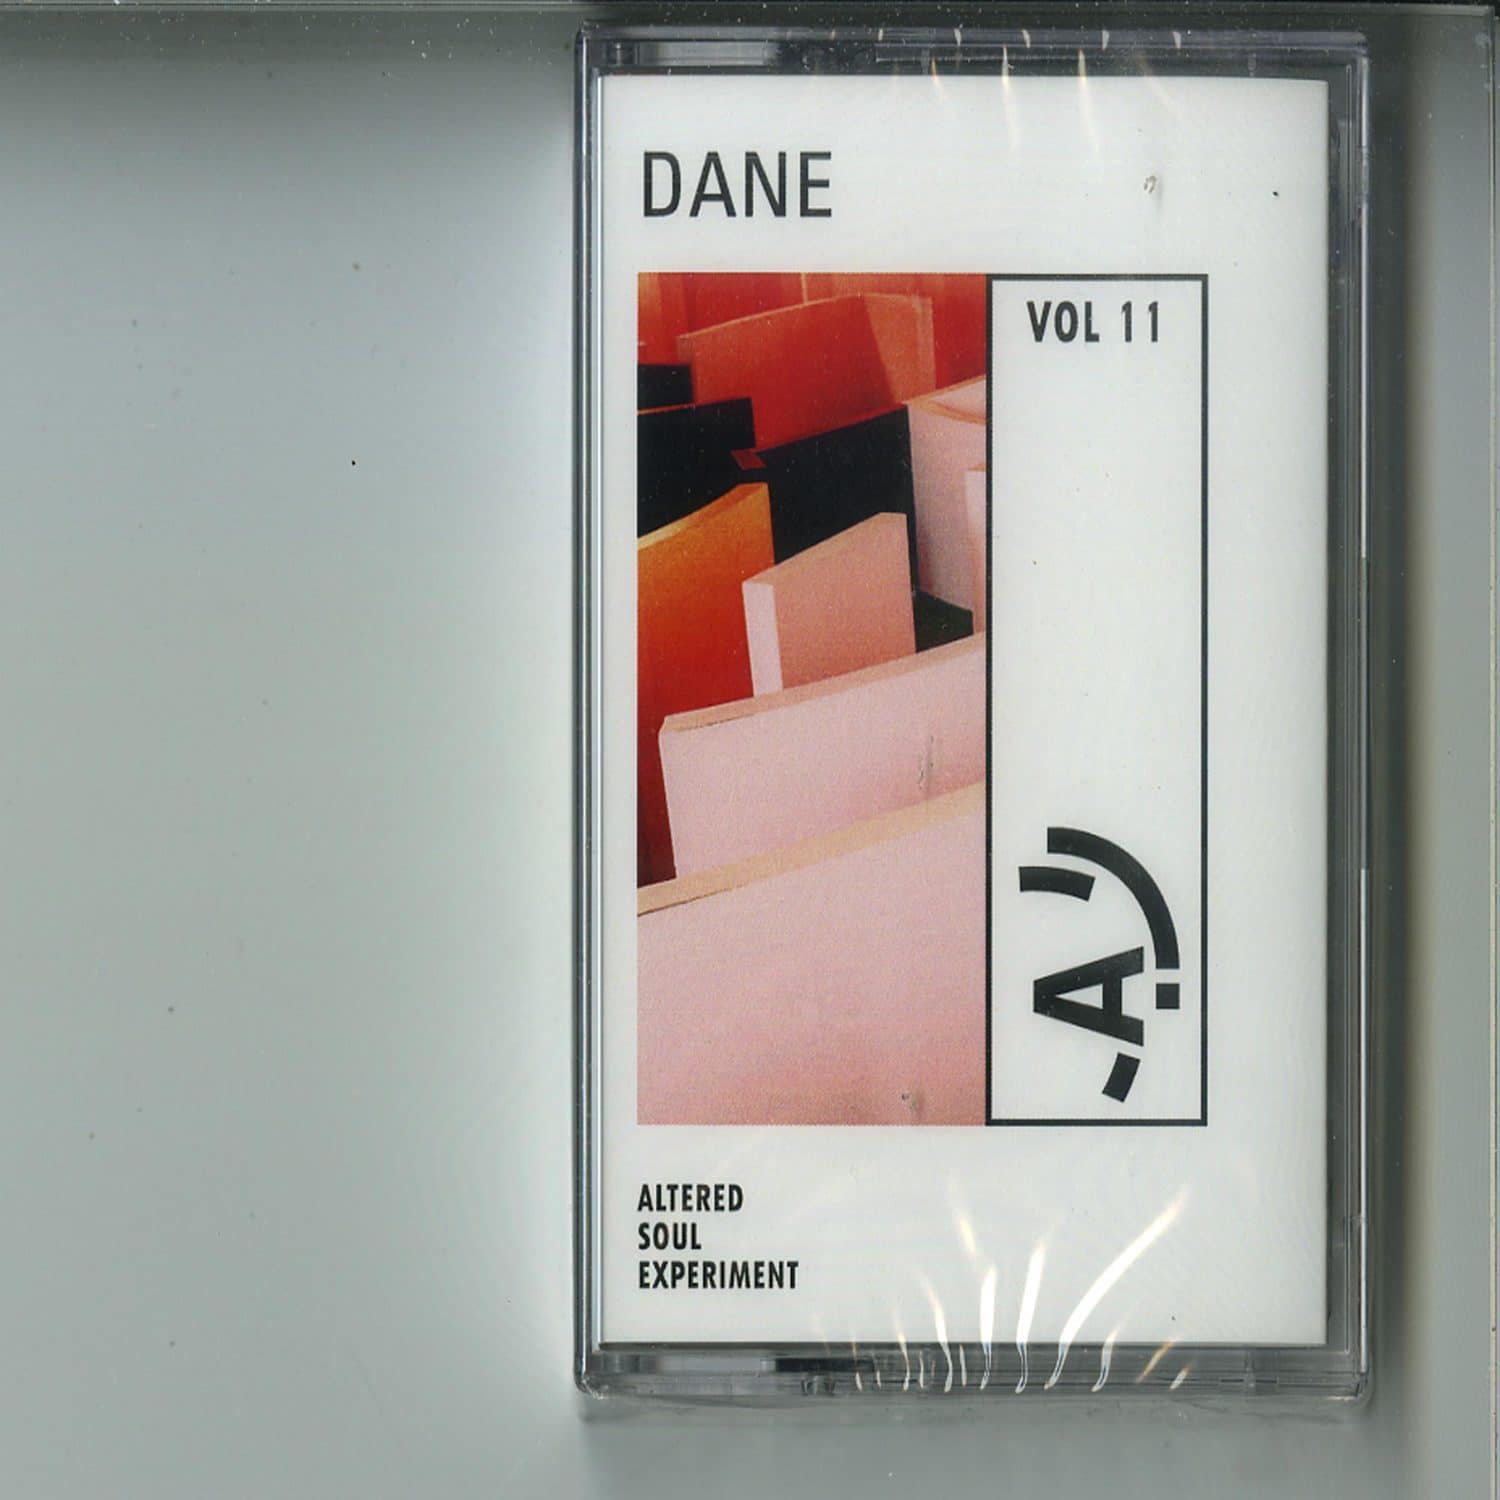 DANE
VOL 11
A
ALTERED
SOUL
EXPERIMENT